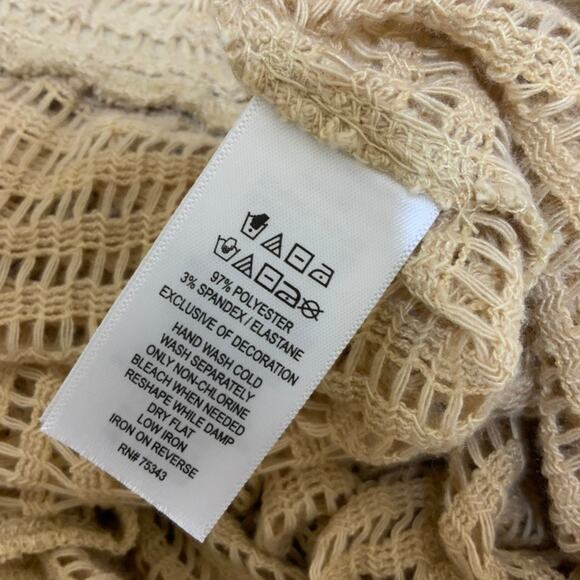 97% POLYESTER
3% SPANDEX / ELASTANE
EXCLUSIVE OF DECORATION
HAND WASH COLD
WASH SEPARATELY
ONLY NON-CHLORINE
BLEACH WHEN NEEDED
RESHAPE WHILE DAMP
DRY FLAT
LOW IRON
IRON ON REVERSE
RN# 75343